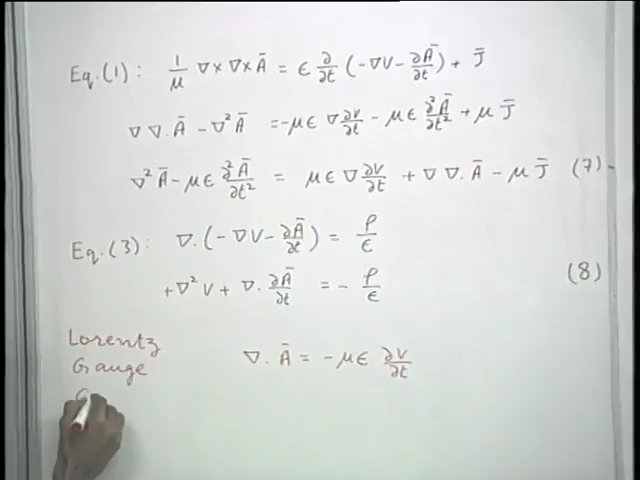 Eq.(1): 1/μ ∇×∇×Ā = ε ∂/∂t (-∇V - ∂Ā/∂t) + J̄
∇∇.Ā - ∇²Ā = -με ∇ ∂V/∂t - με ∂²Ā/∂t² + μJ̄
∇²Ā - με ∂²Ā/∂t² = με∇ ∂V/∂t + ∇∇.Ā - μJ̄ (7)
Eq.(3): ∇.(-∇V - ∂Ā/∂t) = ρ/ε
+∇²V + ∇.∂Ā/∂t = - ρ/ε (8)
Lorentz
Gauge ∇.Ā = -με ∂V/∂t